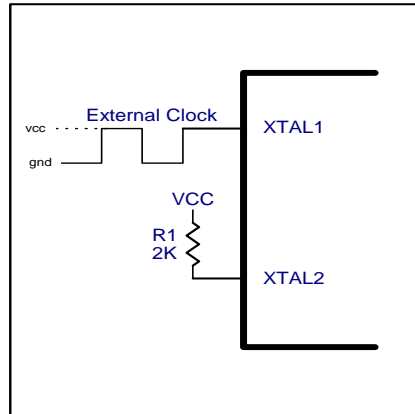 External Clock
vcc
gnd
XTAL1
VCC
R1
2K
XTAL2